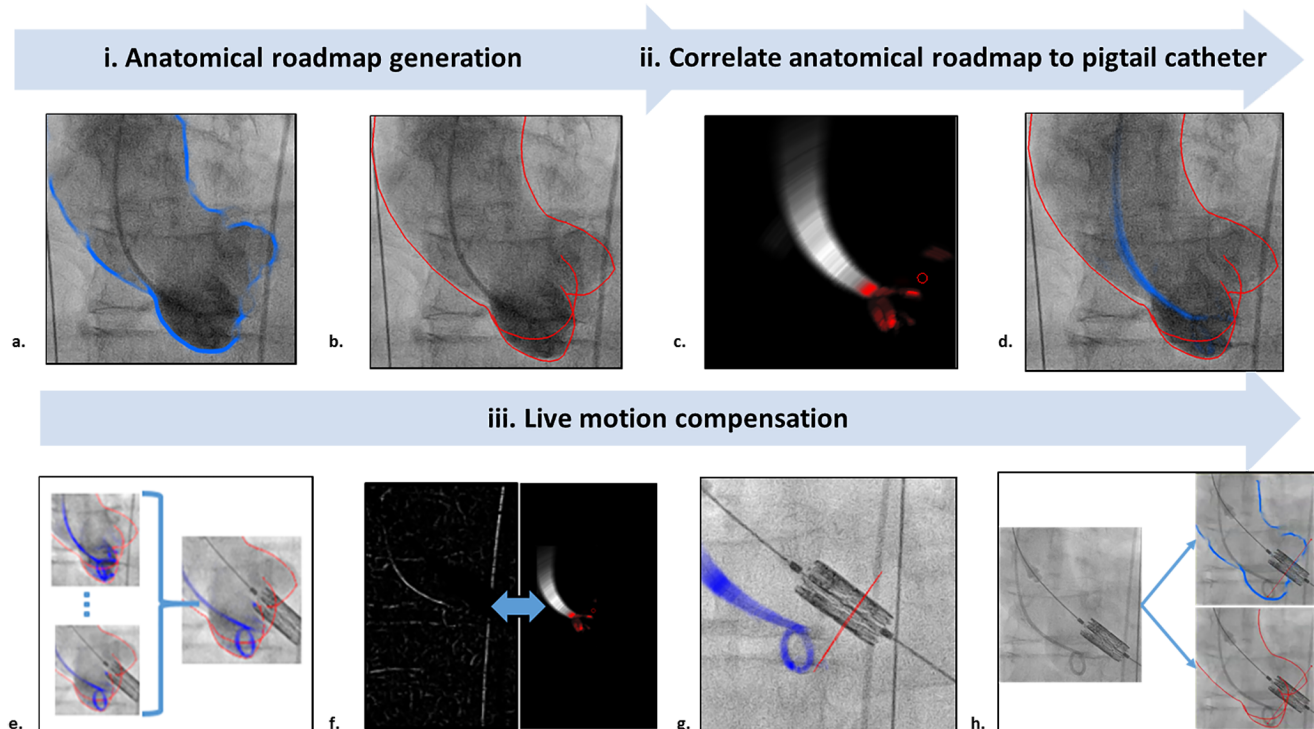 i. Anatomical roadmap generation
ii. Correlate anatomical roadmap to pigtail catheter
a.
b.
c.
d.
iii. Live motion compensation
e.
f.
g.
h.